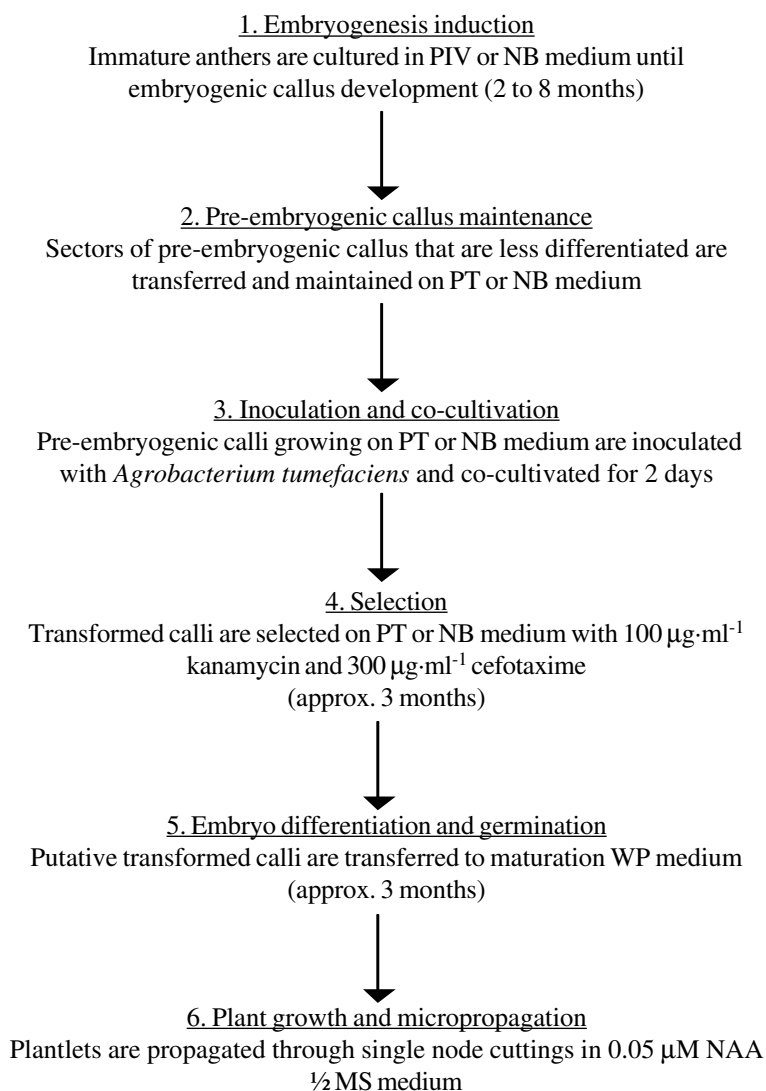 1. Embryogenesis induction
Immature anthers are cultured in PIV or NB medium until
embryogenic callus development (2 to 8 months)
2. Pre-embryogenic callus maintenance
Sectors of pre-embryogenic callus that are less differentiated are
transferred and maintained on PT or NB medium
3. Inoculation and co-cultivation
Pre-embryogenic calli growing on PT or NB medium are inoculated
with Agrobacterium tumefaciens and co-cultivated for 2 days
4. Selection
Transformed calli are selected on PT or NB medium with 100 µg·ml⁻¹
kanamycin and 300 µg·ml⁻¹ cefotaxime
(approx. 3 months)
5. Embryo differentiation and germination
Putative transformed calli are transferred to maturation WP medium
(approx. 3 months)
6. Plant growth and micropropagation
Plantlets are propagated through single node cuttings in 0.05 µM NAA
½ MS medium